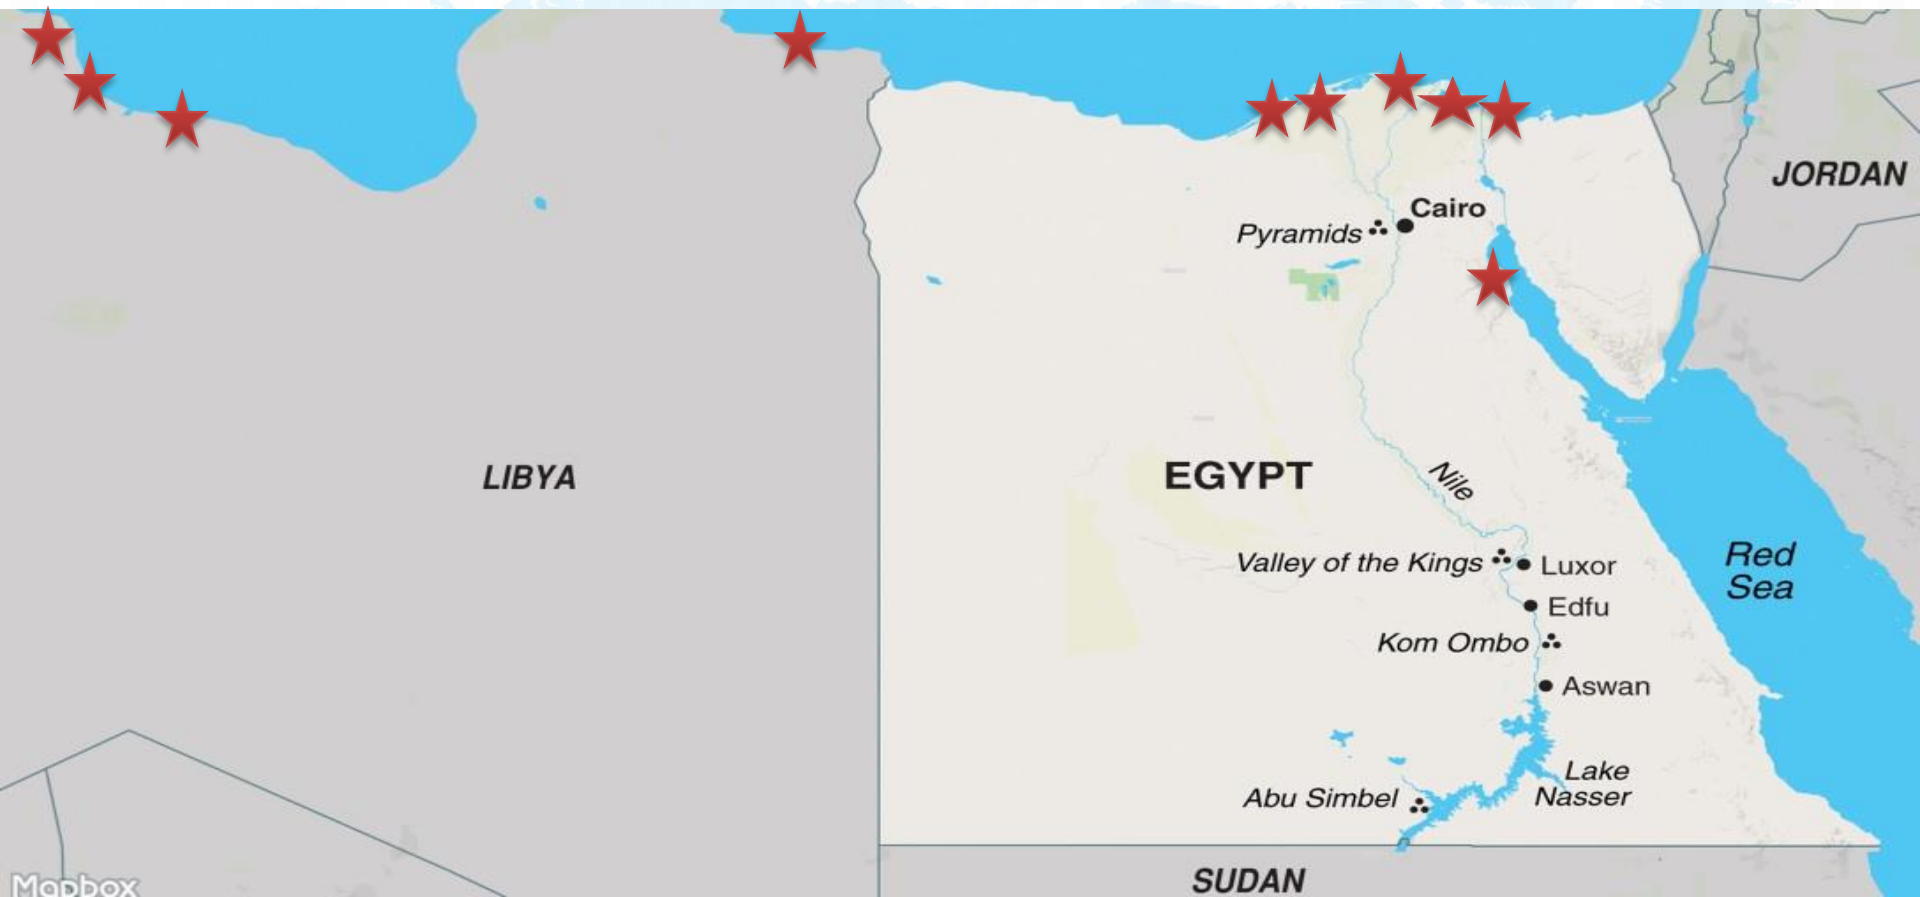 JORDAN
Cairo
Pyramids
LIBYA
EGYPT
Nile
Valley of the Kings
Luxor
Red
Sea
Edfu
Kom Ombo
Aswan
Lake
Nasser
Abu Simbel
SUDAN
Mapbox